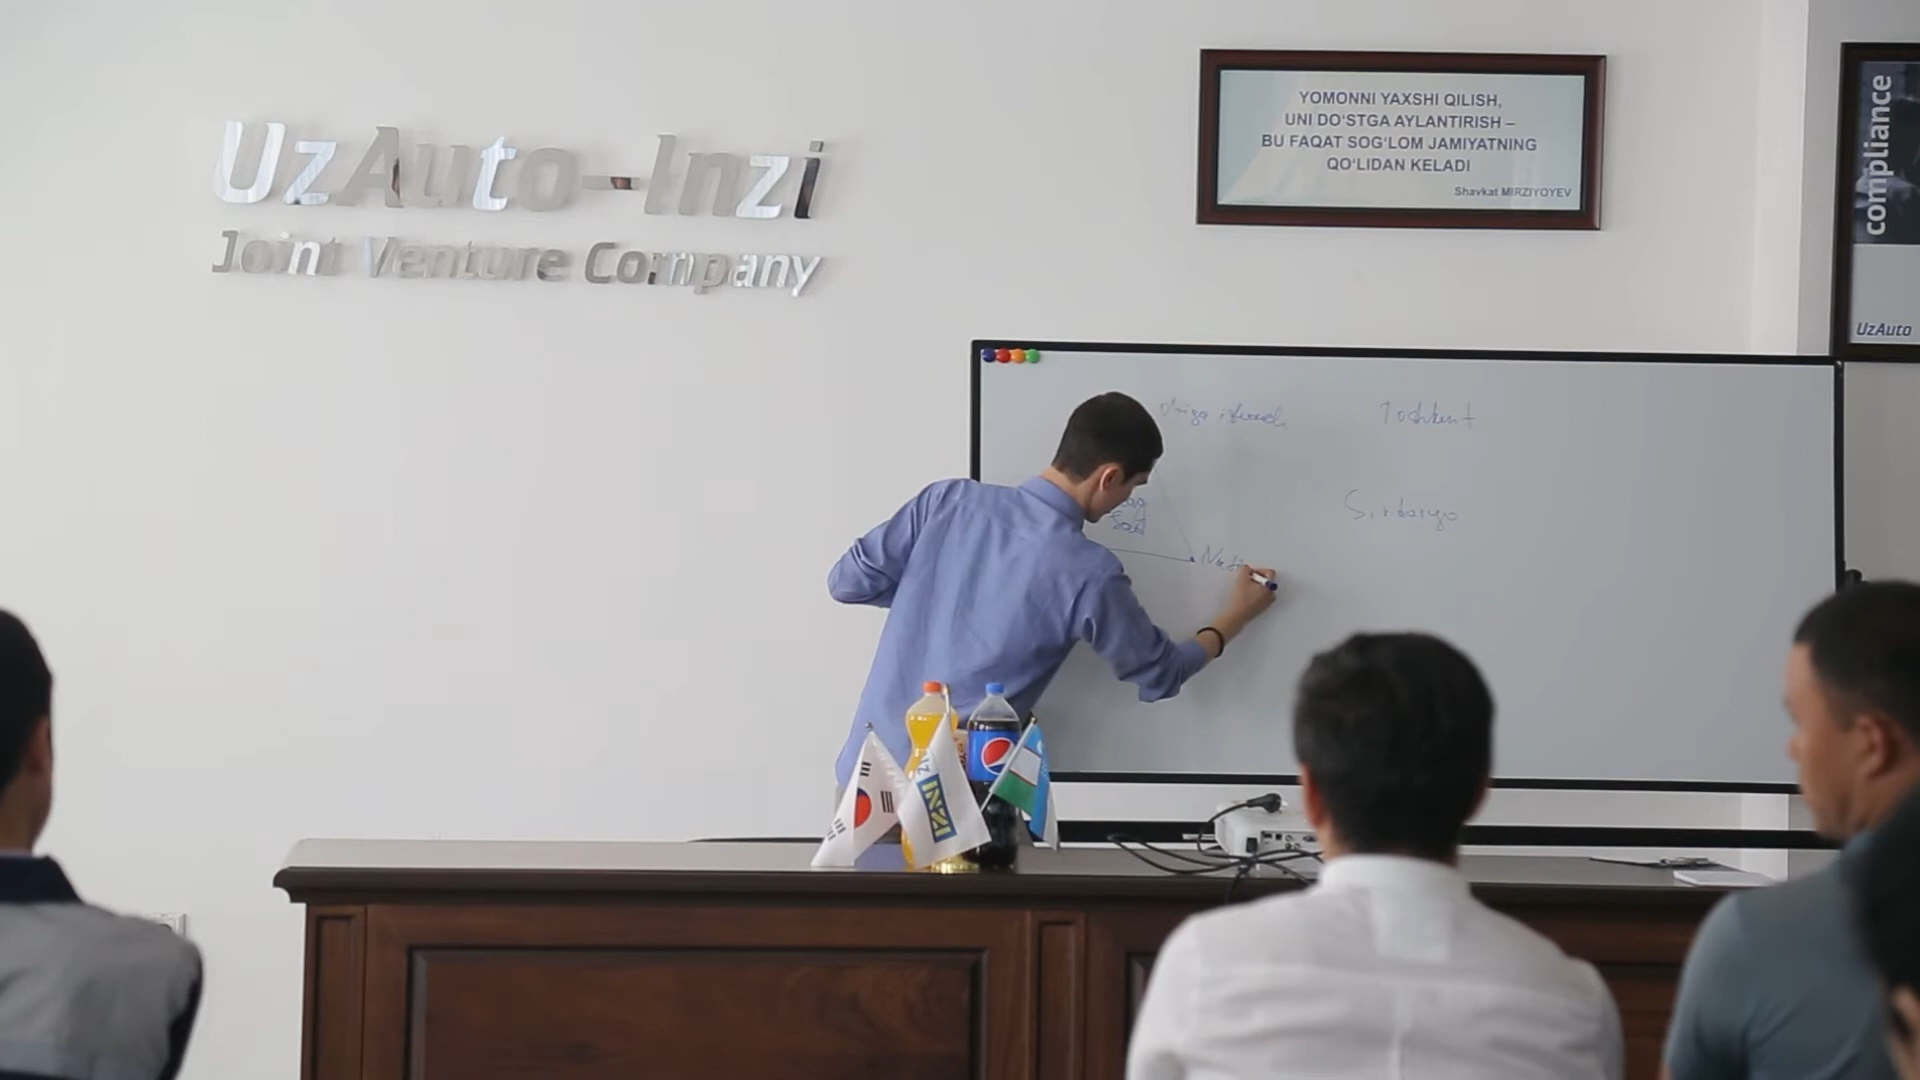 UzAuto-Inzi
Joint Venture Company
YOMONNI YAXSHI QILISH,
UNI DO‘STGA AYLANTIRISH –
BU FAQAT SOG‘LOM JAMIYATNING
QO‘LIDAN KELADI
Shavkat MIRZIYOYEV
compliance
UzAuto
Toshkent
Sirdaryo
INZI